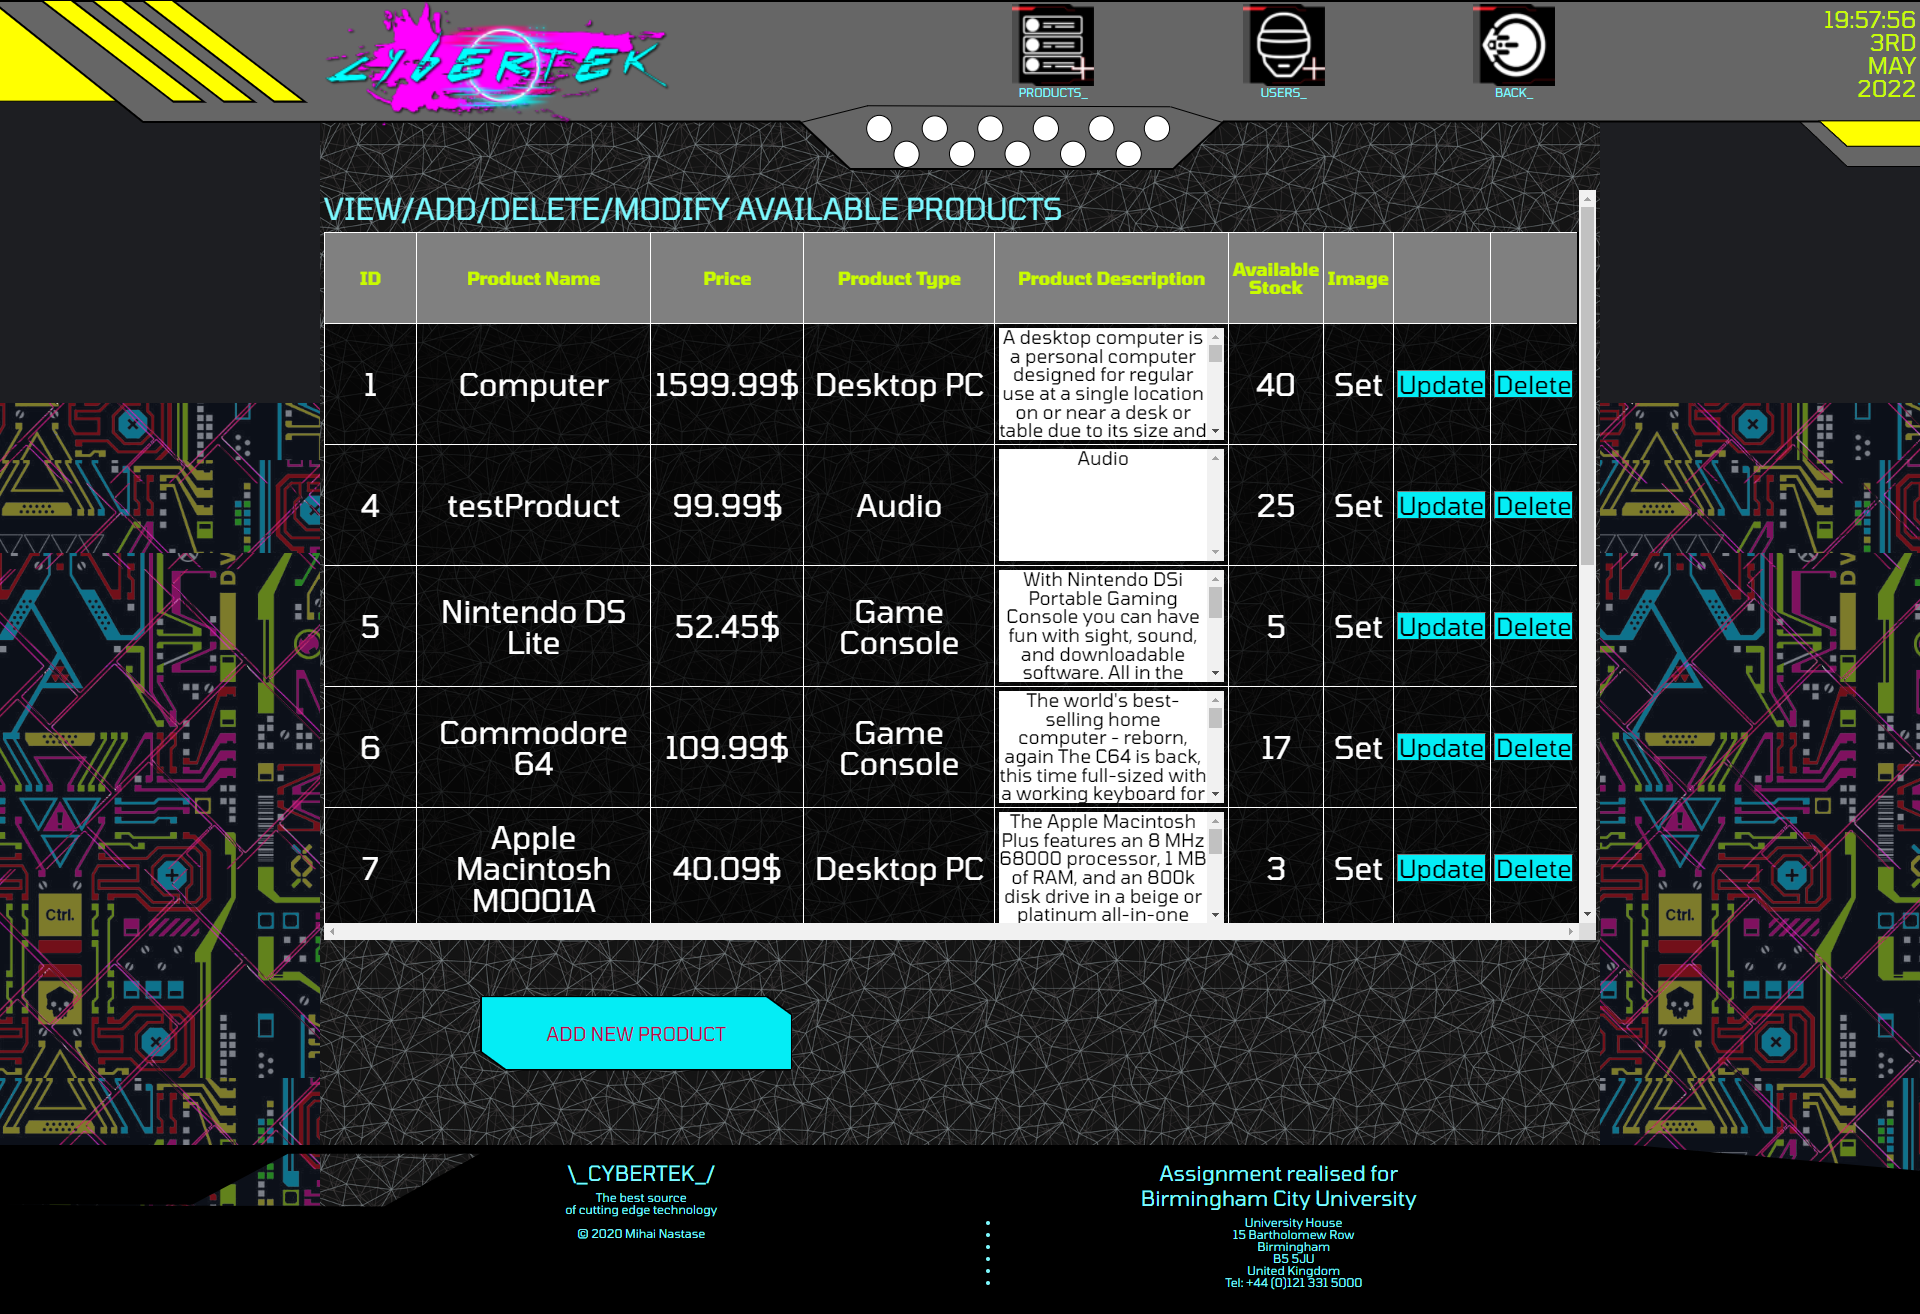 CYBERTEK
PRODUCTS_
USERS_
BACK_
19:57:56
3RD
MAY
2022
VIEW/ADD/DELETE/MODIFY AVAILABLE PRODUCTS
ID Product Name Price Product Type Product Description Available Stock Image
1 Computer 1599.99$ Desktop PC
A desktop computer is
a personal computer
designed for regular
use at a single location
on or near a desk or
table due to its size and
40 Set Update Delete
4 testProduct 99.99$ Audio
Audio
25 Set Update Delete
5 Nintendo DS Lite 52.45$ Game Console
With Nintendo DSi
Portable Gaming
Console you can have
fun with sight, sound,
and downloadable
software. All in the
5 Set Update Delete
6 Commodore 64 109.99$ Game Console
The world's best-
selling home
computer - reborn,
again The C64 is back,
this time full-sized with
a working keyboard for
17 Set Update Delete
7 Apple Macintosh M0001A 40.09$ Desktop PC
The Apple Macintosh
Plus features an 8 MHz
68000 processor, 1 MB
of RAM, and an 800k
disk drive in a beige or
platinum all-in-one
3 Set Update Delete
DV
DV
Ctrl.
Ctrl.
ADD NEW PRODUCT
\_CYBERTEK_/
The best source
of cutting edge technology
© 2020 Mihai Nastase
Assignment realised for
Birmingham City University
University House
15 Bartholomew Row
Birmingham
B5 5JU
United Kingdom
Tel: +44 (0)121 331 5000